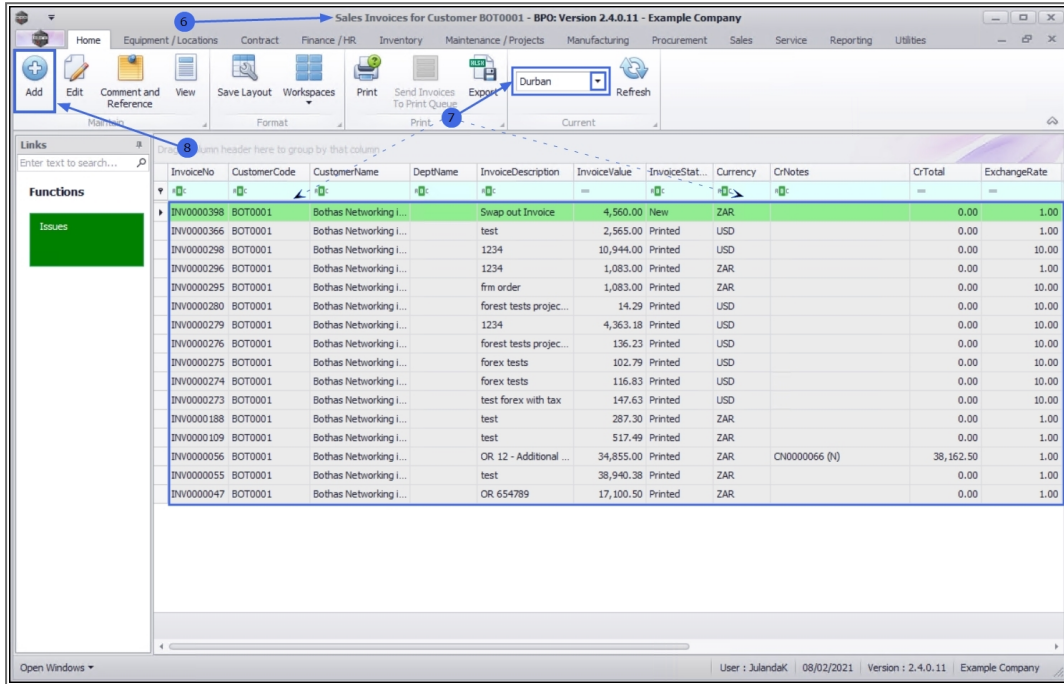 6
Sales Invoices for Customer BOT0001 - BPO: Version 2.4.0.11 - Example Company
Home Equipment / Locations Contract Finance / HR Inventory Maintenance / Projects Manufacturing Procurement Sales Service Reporting Utilities
Add Edit Comment and Reference View Save Layout Workspaces Print Send Invoices To Print Queue Export Durban Refresh
Maintain Format Print 7 Current
8
Links
Drag column header here to group by that column
Enter text to search...
InvoiceNo CustomerCode CustomerName DeptName InvoiceDescription InvoiceValue InvoiceStat... Currency CrNotes CrTotal ExchangeRate
Functions
Issues
INV0000398 BOT0001 Bothas Networking i... Swap out Invoice 4,560.00 New ZAR 0.00 1.00
INV0000366 BOT0001 Bothas Networking i... test 2,565.00 Printed USD 0.00 1.00
INV0000298 BOT0001 Bothas Networking i... 1234 10,944.00 Printed USD 0.00 10.00
INV0000296 BOT0001 Bothas Networking i... 1234 1,083.00 Printed ZAR 0.00 1.00
INV0000295 BOT0001 Bothas Networking i... frm order 1,083.00 Printed ZAR 0.00 10.00
INV0000280 BOT0001 Bothas Networking i... forest tests projec... 14.29 Printed USD 0.00 10.00
INV0000279 BOT0001 Bothas Networking i... 1234 4,363.18 Printed USD 0.00 10.00
INV0000276 BOT0001 Bothas Networking i... forest tests projec... 136.23 Printed USD 0.00 10.00
INV0000275 BOT0001 Bothas Networking i... forex tests 102.79 Printed USD 0.00 10.00
INV0000274 BOT0001 Bothas Networking i... forex tests 116.83 Printed USD 0.00 10.00
INV0000273 BOT0001 Bothas Networking i... test forex with tax 147.63 Printed USD 0.00 10.00
INV0000188 BOT0001 Bothas Networking i... test 287.30 Printed ZAR 0.00 1.00
INV0000109 BOT0001 Bothas Networking i... test 517.49 Printed ZAR 0.00 1.00
INV0000056 BOT0001 Bothas Networking i... OR 12 - Additional ... 34,855.00 Printed ZAR CN0000066 (N) 38,162.50 1.00
INV0000055 BOT0001 Bothas Networking i... test 38,940.38 Printed ZAR 0.00 1.00
INV0000047 BOT0001 Bothas Networking i... OR 654789 17,100.50 Printed ZAR 0.00 1.00
Open Windows User : JulandaK 08/02/2021 Version : 2.4.0.11 Example Company